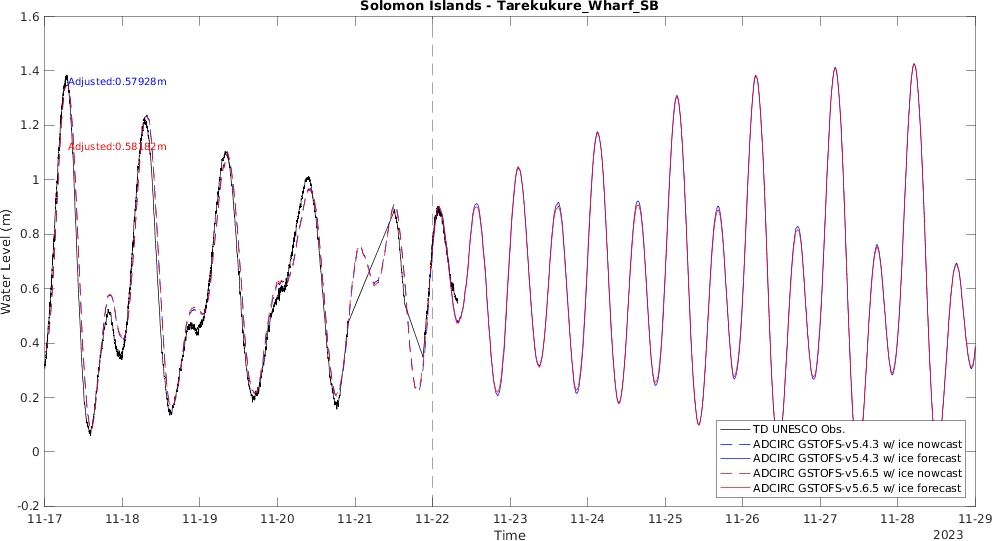 Solomon Islands - Tarekukure_Wharf_SB
1.6
1.4
1.2
1
0.8
0.6
0.4
0.2
0
-0.2
Water Level (m)
Adjusted:0.57928m
Adjusted:0.58182m
TD UNESCO Obs.
ADCIRC GSTOFS-v5.4.3 w/ ice nowcast
ADCIRC GSTOFS-v5.4.3 w/ ice forecast
ADCIRC GSTOFS-v5.6.5 w/ ice nowcast
ADCIRC GSTOFS-v5.6.5 w/ ice forecast
11-17 11-18 11-19 11-20 11-21 11-22 11-23 11-24 11-25 11-26 11-27 11-28 11-29
Time
2023